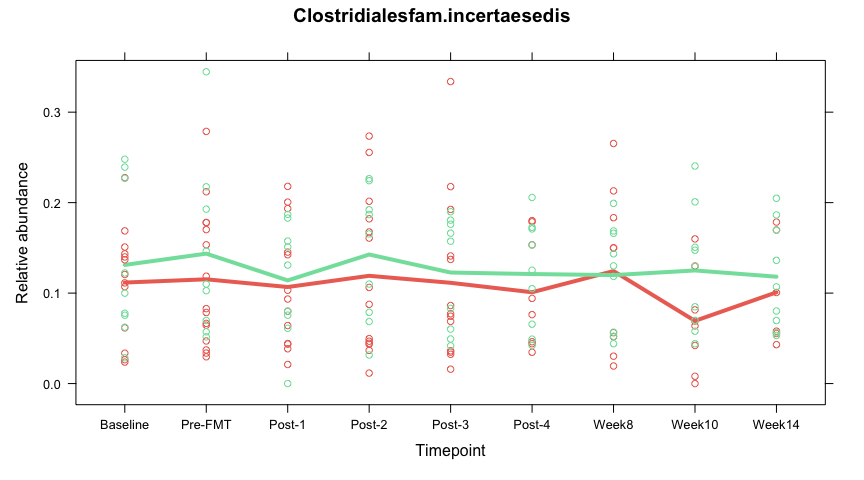 Clostridialesfam.incertaesedis
Relative abundance
0.3
0.2
0.1
0.0
Baseline Pre-FMT Post-1 Post-2 Post-3 Post-4 Week8 Week10 Week14
Timepoint